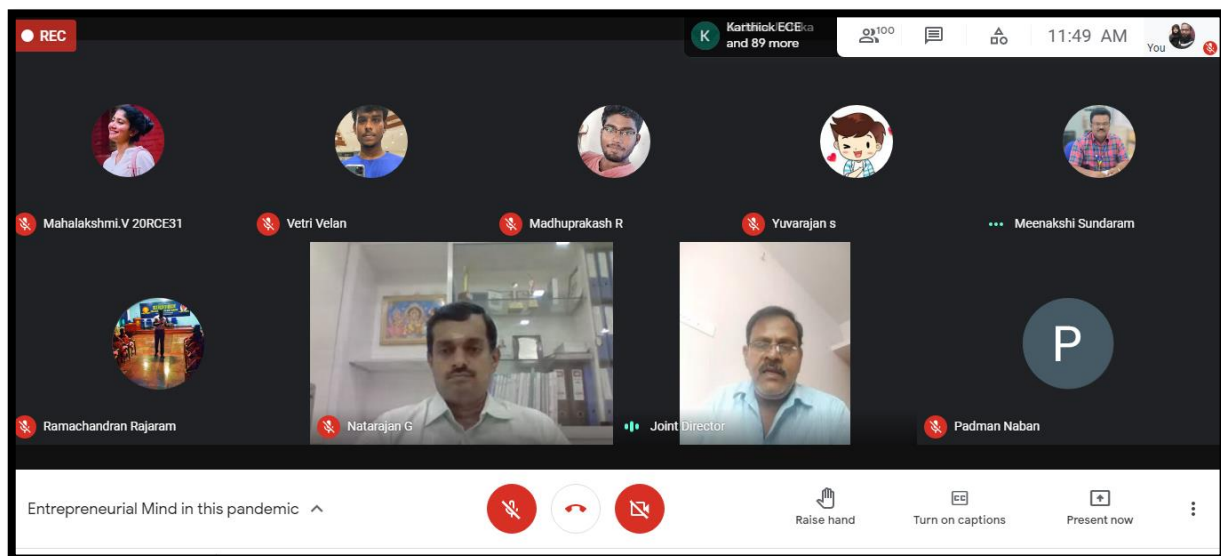 REC
K
Karthick ECE
and 89 more
100
11:49 AM
You
Mahalakshmi.V 20RCE31
Vetri Velan
Madhuprakash R
Yuvarajan s
Meenakshi Sundaram
P
Ramachandran Rajaram
Natarajan G
Joint Director
Padman Naban
Entrepreneurial Mind in this pandemic
Raise hand
CC
Turn on captions
Present now